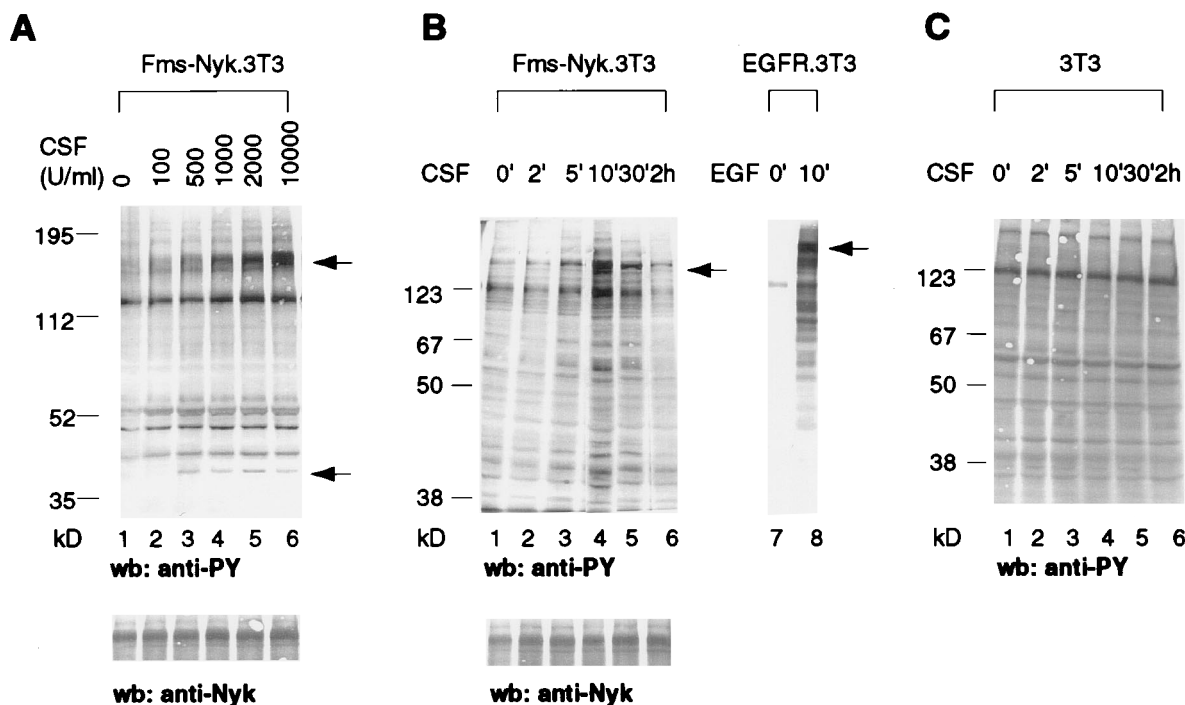 A
Fms-Nyk.3T3
CSF
(U/ml)
0 100 500 1000 2000 10000
195
112
52
35
kD 1 2 3 4 5 6
wb: anti-PY
wb: anti-Nyk
B
Fms-Nyk.3T3 EGFR.3T3
CSF 0' 2' 5' 10' 30' 2h EGF 0' 10'
123
67
50
38
kD 1 2 3 4 5 6 7 8
wb: anti-PY
wb: anti-Nyk
C
3T3
CSF 0' 2' 5' 10' 30' 2h
123
67
50
38
kD 1 2 3 4 5 6
wb: anti-PY